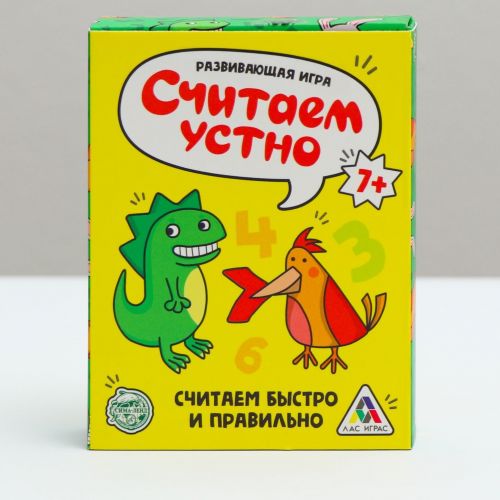 РАЗВИВАЮЩАЯ ИГРА
СЧИТАЕМ
УСТНО
7+
4
3
6
СЧИТАЕМ БЫСТРО
И ПРАВИЛЬНО
СИМА-ЛЕНД
ЛАС ИГРАС